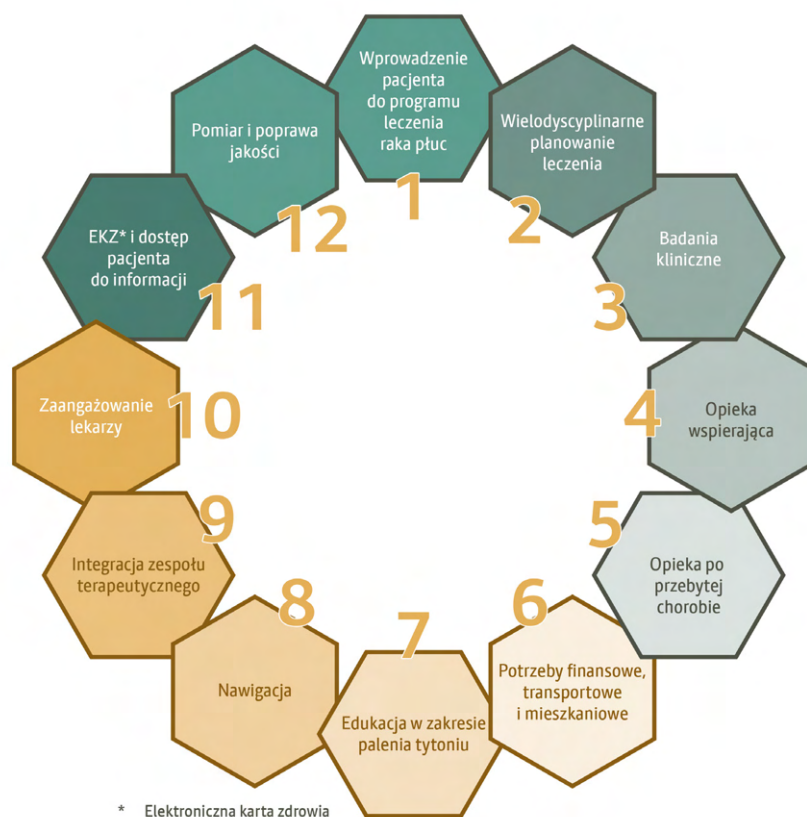 Wprowadzenie
pacjenta
do programu
leczenia
raka płuc
1
Wielodyscyplinarne
planowanie
leczenia
2
Badania
kliniczne
3
Opieka
wspierająca
4
Opieka po
przebytej
chorobie
5
Potrzeby finansowe,
transportowe
i mieszkaniowe
6
Edukacja w zakresie
palenia tytoniu
7
Nawigacja
8
Integracja zespołu
terapeutycznego
9
Zaangażowanie
lekarzy
10
EKZ* i dostęp
pacjenta
do informacji
11
Pomiar i poprawa
jakości
12
* Elektroniczna karta zdrowia